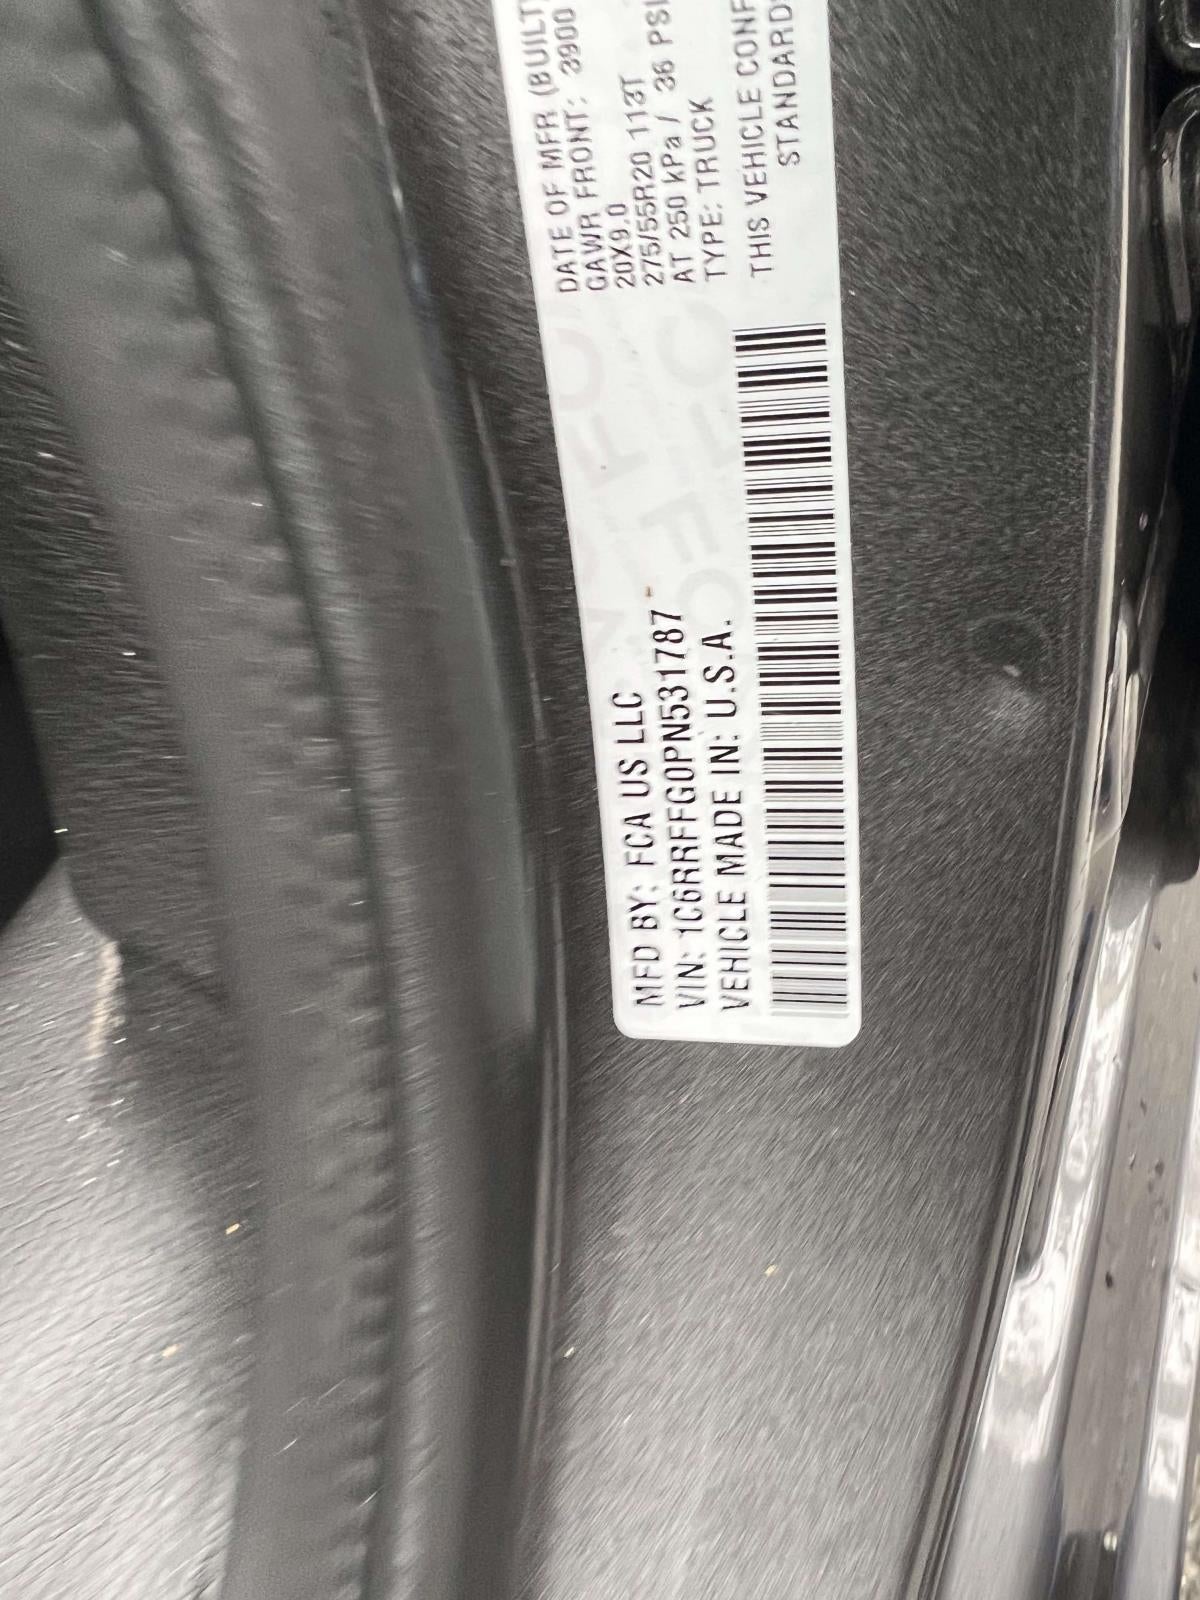 MFD BY: FCA US LLC
VIN: 1C6RRFFG0PN531787
VEHICLE MADE IN: U.S.A.
DATE OF MFR (BUILT
GAWR FRONT: 3900
20X9.0
275/55R20 113T
AT 250 kPa / 36 PSI
TYPE: TRUCK
THIS VEHICLE CONF
STANDARD